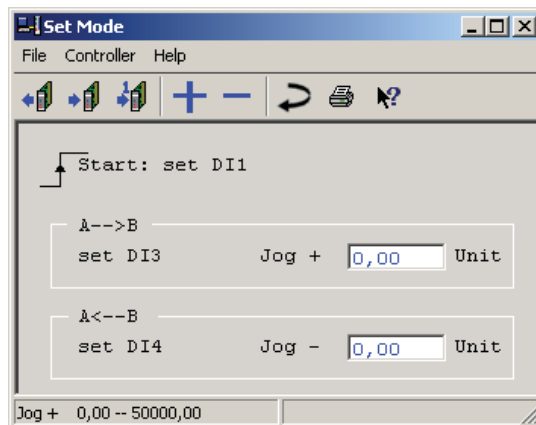 Set Mode
File Controller Help
1
?
Start: set DI1
A-->B
set DI3 Jog + 0,00 Unit
A<--B
set DI4 Jog - 0,00 Unit
Jog + 0,00 -- 50000,00